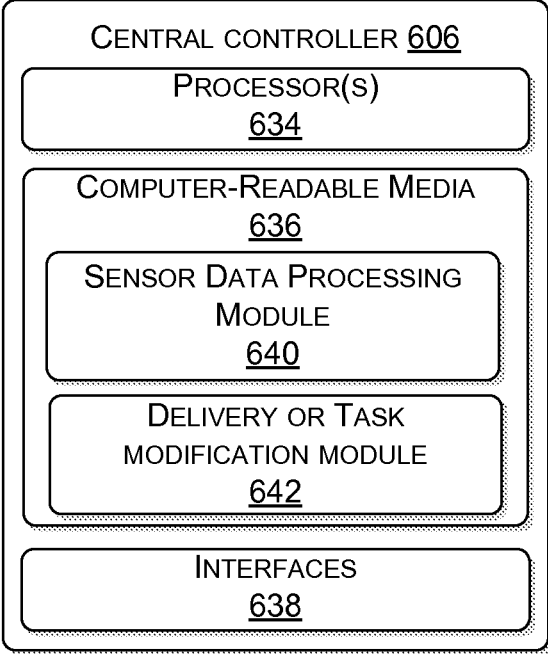 CENTRAL CONTROLLER 606
PROCESSOR(S)
634
COMPUTER-READABLE MEDIA
636
SENSOR DATA PROCESSING
MODULE
640
DELIVERY OR TASK
MODIFICATION MODULE
642
INTERFACES
638